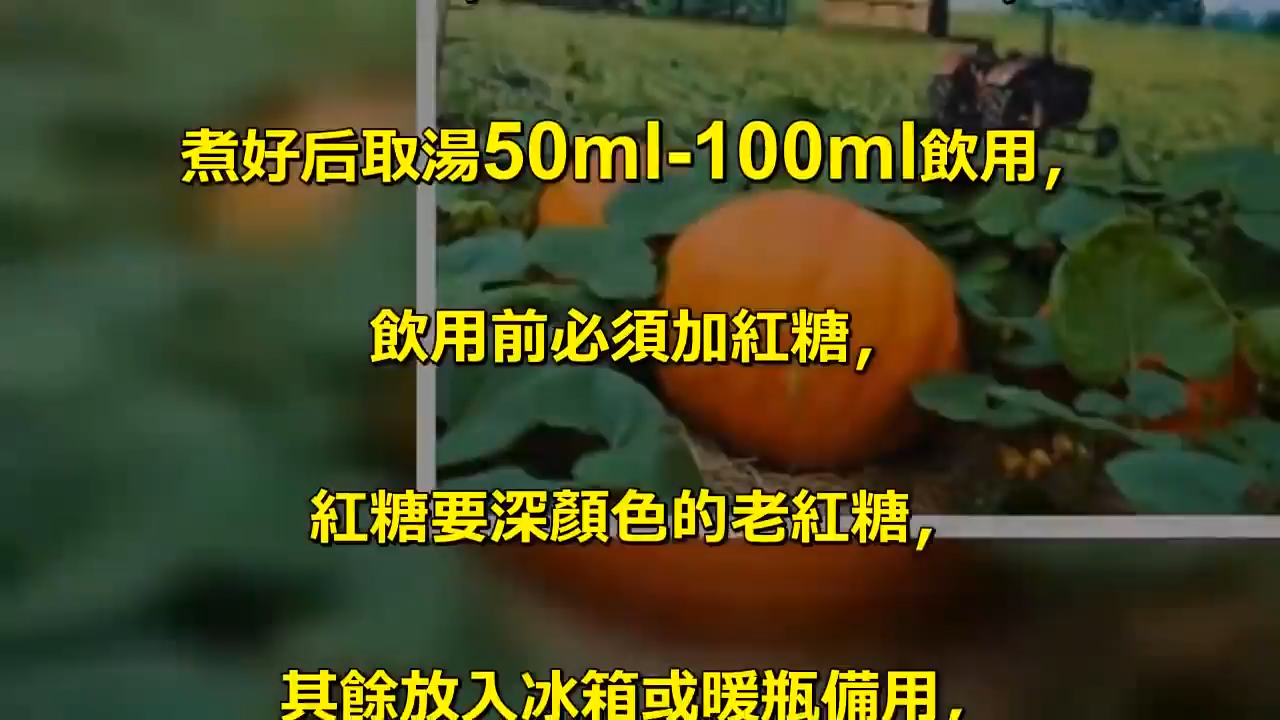 煮好后取湯50ml-100ml飲用，
飲用前必須加紅糖，
紅糖要深顏色的老紅糖，
其餘放入冰箱或暖瓶備用，